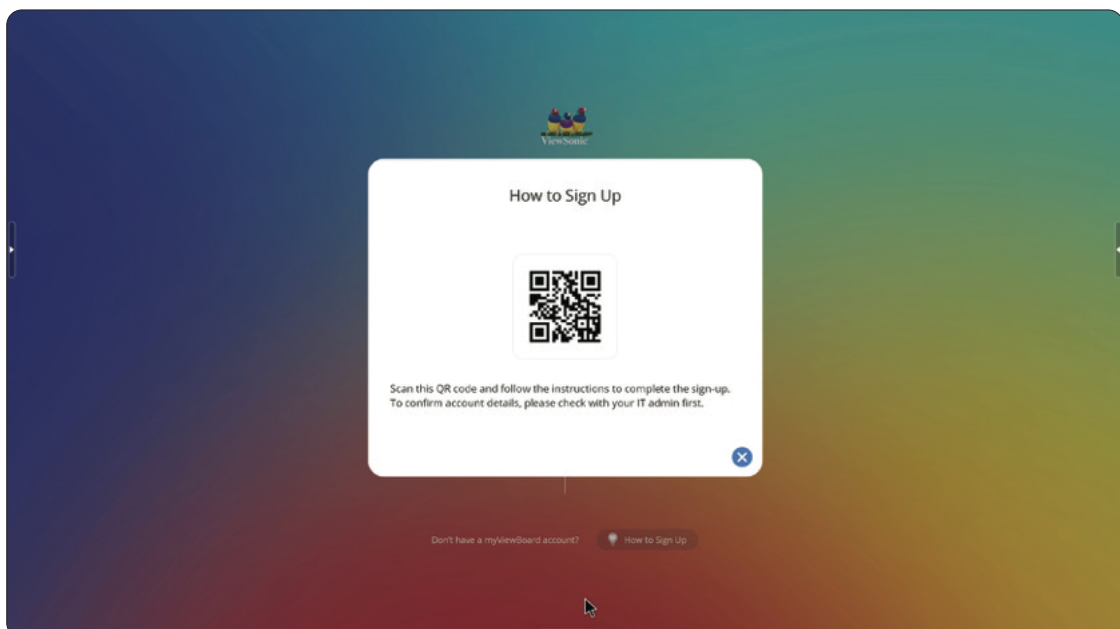 ViewSonic
How to Sign Up
Scan this QR code and follow the instructions to complete the sign-up.
To confirm account details, please check with your IT admin first.
Don't have a myViewBoard account?
How to Sign Up